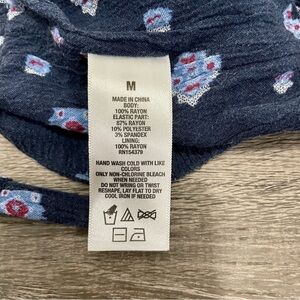 M
MADE IN CHINA
BODY:
100% RAYON
ELASTIC PART:
87% RAYON
10% POLYESTER
3% SPANDEX
LINING:
100% RAYON
RN154379
HAND WASH COLD WITH LIKE
COLORS
ONLY NON-CHLORINE BLEACH
WHEN NEEDED
DO NOT WRING OR TWIST
RESHAPE, LAY FLAT TO DRY
COOL IRON IF NEEDED